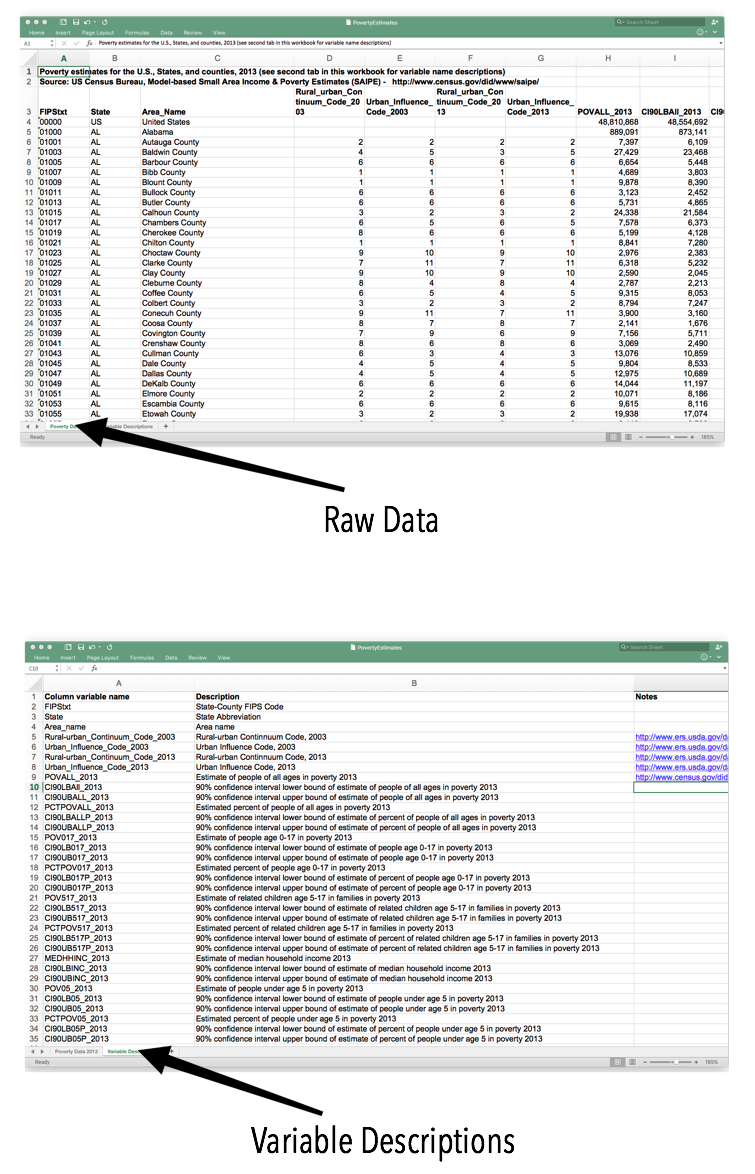 PovertyEstimates
Search Sheet
Home Insert Page Layout Formulas Data Review View
A1 fx Poverty estimates for the U.S., States, and counties, 2013 (see second tab in this workbook for variable name descriptions)
A B C D E F G H I
1 Poverty estimates for the U.S., States, and counties, 2013 (see second tab in this workbook for variable name descriptions)
2 Source: US Census Bureau, Model-based Small Area Income & Poverty Estimates (SAIPE) - http://www.census.gov/did/www/saipe/
Rural_urban_Con Rural_urban_Con
tinuum_Code_20 Urban_Influence_ tinuum_Code_20 Urban_Influence_
3 FIPStxt State Area_Name 03 Code_2003 13 Code_2013 POVALL_2013 CI90LBAll_2013 CI9
4 00000 US United States 48,810,868 48,554,692
5 01000 AL Alabama 889,091 873,141
6 01001 AL Autauga County 2 2 2 2 7,397 6,109
7 01003 AL Baldwin County 4 5 3 5 27,429 23,468
8 01005 AL Barbour County 6 6 6 6 6,654 5,448
9 01007 AL Bibb County 1 1 1 1 4,689 3,803
10 01009 AL Blount County 1 1 1 1 9,878 8,390
11 01011 AL Bullock County 6 6 6 6 3,123 2,452
12 01013 AL Butler County 6 6 6 6 5,731 4,865
13 01015 AL Calhoun County 3 2 3 2 24,338 21,584
14 01017 AL Chambers County 6 5 6 5 7,578 6,373
15 01019 AL Cherokee County 8 6 6 6 5,199 4,128
16 01021 AL Chilton County 1 1 1 1 8,841 7,280
17 01023 AL Choctaw County 9 10 9 10 2,976 2,383
18 01025 AL Clarke County 7 11 7 11 6,318 5,232
19 01027 AL Clay County 9 10 9 10 2,590 2,045
20 01029 AL Cleburne County 8 4 8 4 2,787 2,213
21 01031 AL Coffee County 6 5 4 5 9,315 8,053
22 01033 AL Colbert County 3 2 3 2 8,794 7,247
23 01035 AL Conecuh County 9 11 7 11 3,900 3,160
24 01037 AL Coosa County 8 7 8 7 2,141 1,676
25 01039 AL Covington County 7 9 6 9 7,156 5,711
26 01041 AL Crenshaw County 8 6 8 6 3,069 2,490
27 01043 AL Cullman County 6 3 4 3 13,076 10,859
28 01045 AL Dale County 4 5 4 5 9,804 8,533
29 01047 AL Dallas County 4 5 4 5 12,975 10,689
30 01049 AL DeKalb County 6 6 6 6 14,044 11,197
31 01051 AL Elmore County 2 2 2 2 10,071 8,186
32 01053 AL Escambia County 6 6 6 6 9,615 8,116
33 01055 AL Etowah County 3 2 3 2 19,938 17,074
Poverty Da able Descriptions +
Ready 185%
Raw Data
PovertyEstimates
Search Sheet
Home Insert Page Layout Formulas Data Review View
C10 fx
A B
1 Column variable name Description Notes
2 FIPStxt State-County FIPS Code
3 State State Abbreviation
4 Area_name Area name
5 Rural-urban_Continuum_Code_2003 Rural-urban Continnuum Code, 2003 http://www.ers.usda.gov/da
6 Urban_Influence_Code_2003 Urban Influence Code, 2003 http://www.ers.usda.gov/da
7 Rural-urban_Continuum_Code_2013 Rural-urban Continnuum Code, 2013 http://www.ers.usda.gov/da
8 Urban_Influence_Code_2013 Urban Influence Code, 2013 http://www.ers.usda.gov/da
9 POVALL_2013 Estimate of people of all ages in poverty 2013 http://www.census.gov/did
10 CI90LBAll_2013 90% confidence interval lower bound of estimate of people of all ages in poverty 2013
11 CI90UBALL_2013 90% confidence interval upper bound of estimate of people of all ages in poverty 2013
12 PCTPOVALL_2013 Estimated percent of people of all ages in poverty 2013
13 CI90LBALLP_2013 90% confidence interval lower bound of estimate of percent of people of all ages in poverty 2013
14 CI90UBALLP_2013 90% confidence interval upper bound of estimate of percent of people of all ages in poverty 2013
15 POV017_2013 Estimate of people age 0-17 in poverty 2013
16 CI90LB017_2013 90% confidence interval lower bound of estimate of people age 0-17 in poverty 2013
17 CI90UB017_2013 90% confidence interval upper bound of estimate of people age 0-17 in poverty 2013
18 PCTPOV017_2013 Estimated percent of people age 0-17 in poverty 2013
19 CI90LB017P_2013 90% confidence interval lower bound of estimate of percent of people age 0-17 in poverty 2013
20 CI90UB017P_2013 90% confidence interval upper bound of estimate of percent of people age 0-17 in poverty 2013
21 POV517_2013 Estimate of related children age 5-17 in families in poverty 2013
22 CI90LB517_2013 90% confidence interval lower bound of estimate of related children age 5-17 in families in poverty 2013
23 CI90UB517_2013 90% confidence interval upper bound of estimate of related children age 5-17 in families in poverty 2013
24 PCTPOV517_2013 Estimated percent of related children age 5-17 in families in poverty 2013
25 CI90LB517P_2013 90% confidence interval lower bound of estimate of percent of related children age 5-17 in families in poverty 2013
26 CI90UB517P_2013 90% confidence interval upper bound of estimate of percent of related children age 5-17 in families in poverty 2013
27 MEDHHINC_2013 Estimate of median household income 2013
28 CI90LBINC_2013 90% confidence interval lower bound of estimate of median household income 2013
29 CI90UBINC_2013 90% confidence interval upper bound of estimate of median household income 2013
30 POV05_2013 Estimate of people under age 5 in poverty 2013
31 CI90LB05_2013 90% confidence interval lower bound of estimate of people under age 5 in poverty 2013
32 CI90UB05_2013 90% confidence interval upper bound of estimate of people under age 5 in poverty 2013
33 PCTPOV05_2013 Estimated percent of people under age 5 in poverty 2013
34 CI90LB05P_2013 90% confidence interval lower bound of estimate of percent of people under age 5 in poverty 2013
35 CI90UB05P_2013 90% confidence interval upper bound of estimate of percent of people under age 5 in poverty 2013
Poverty Data 2013 Variable Desc +
Ready 185%
Variable Descriptions